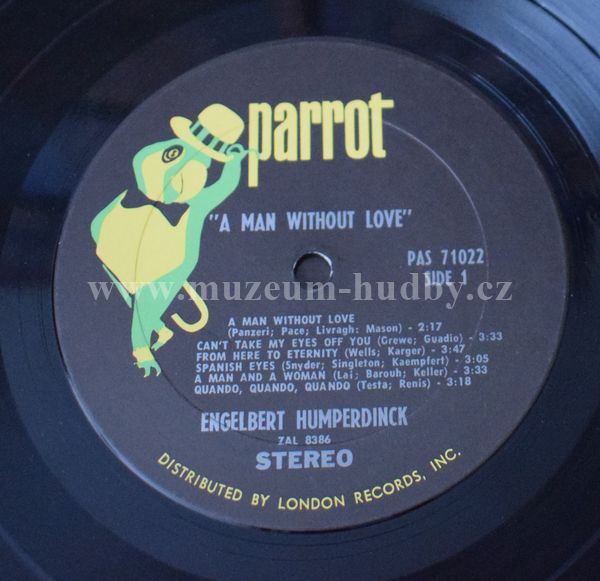 parrot
"A MAN WITHOUT LOVE"
PAS 71022
SIDE 1
www.muzeum-hudby.cz
A MAN WITHOUT LOVE
(Panzeri; Pace; Livragh: Mason) - 2:17
CAN'T TAKE MY EYES OFF YOU (Grewe; Guadio) - 3:33
FROM HERE TO ETERNITY (Wells; Karger) - 3:47
SPANISH EYES (Snyder; Singleton; Kaempfert) - 3:05
A MAN AND A WOMAN (Lai; Barouh; Keller) - 3:33
QUANDO, QUANDO, QUANDO (Testa; Renis) - 3:18
ENGELBERT HUMPERDINCK
ZAL 8386
STEREO
DISTRIBUTED BY LONDON RECORDS, INC.